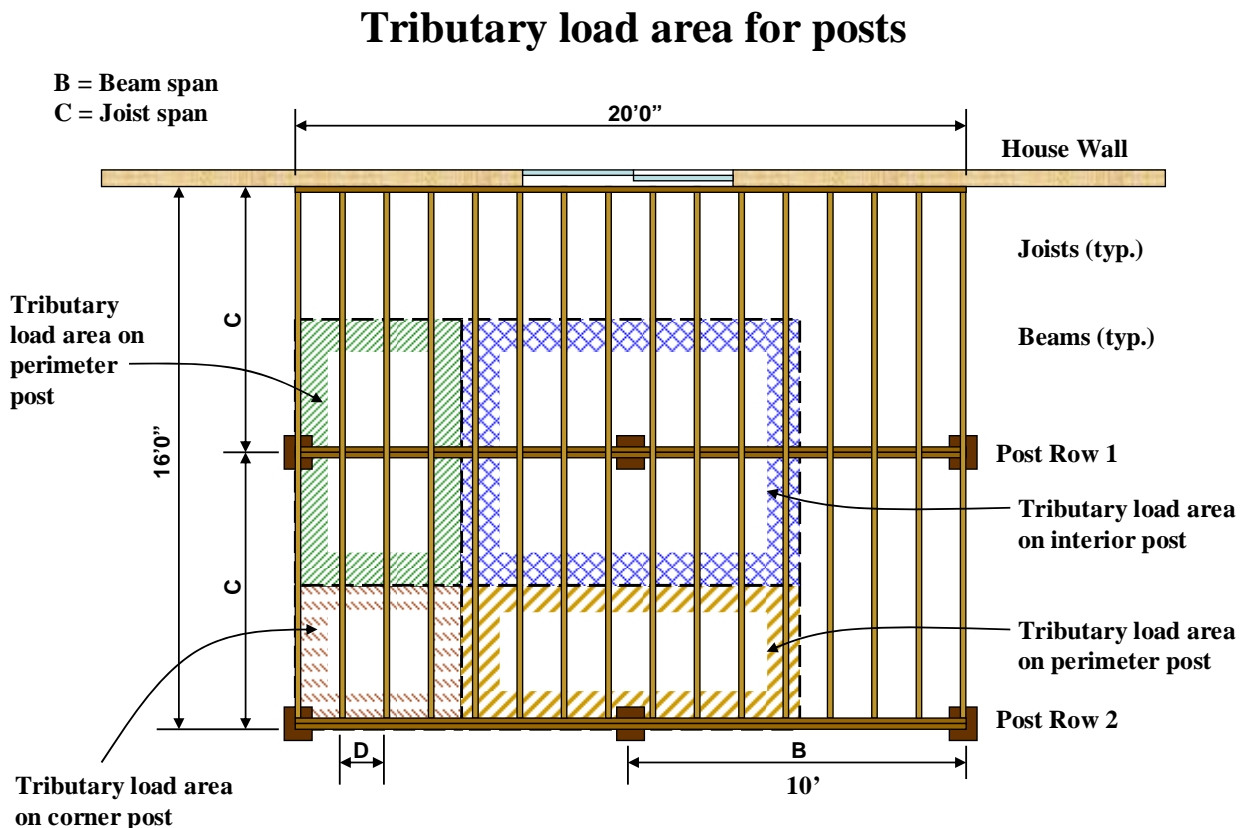 Tributary load area for posts
B = Beam span
C = Joist span
20’0”
House Wall
Joists (typ.)
Tributary
load area on
perimeter
post
C
Beams (typ.)
16’0”
Post Row 1
Tributary load area
on interior post
C
Tributary load area
on perimeter post
Post Row 2
D
B
10’
Tributary load area
on corner post